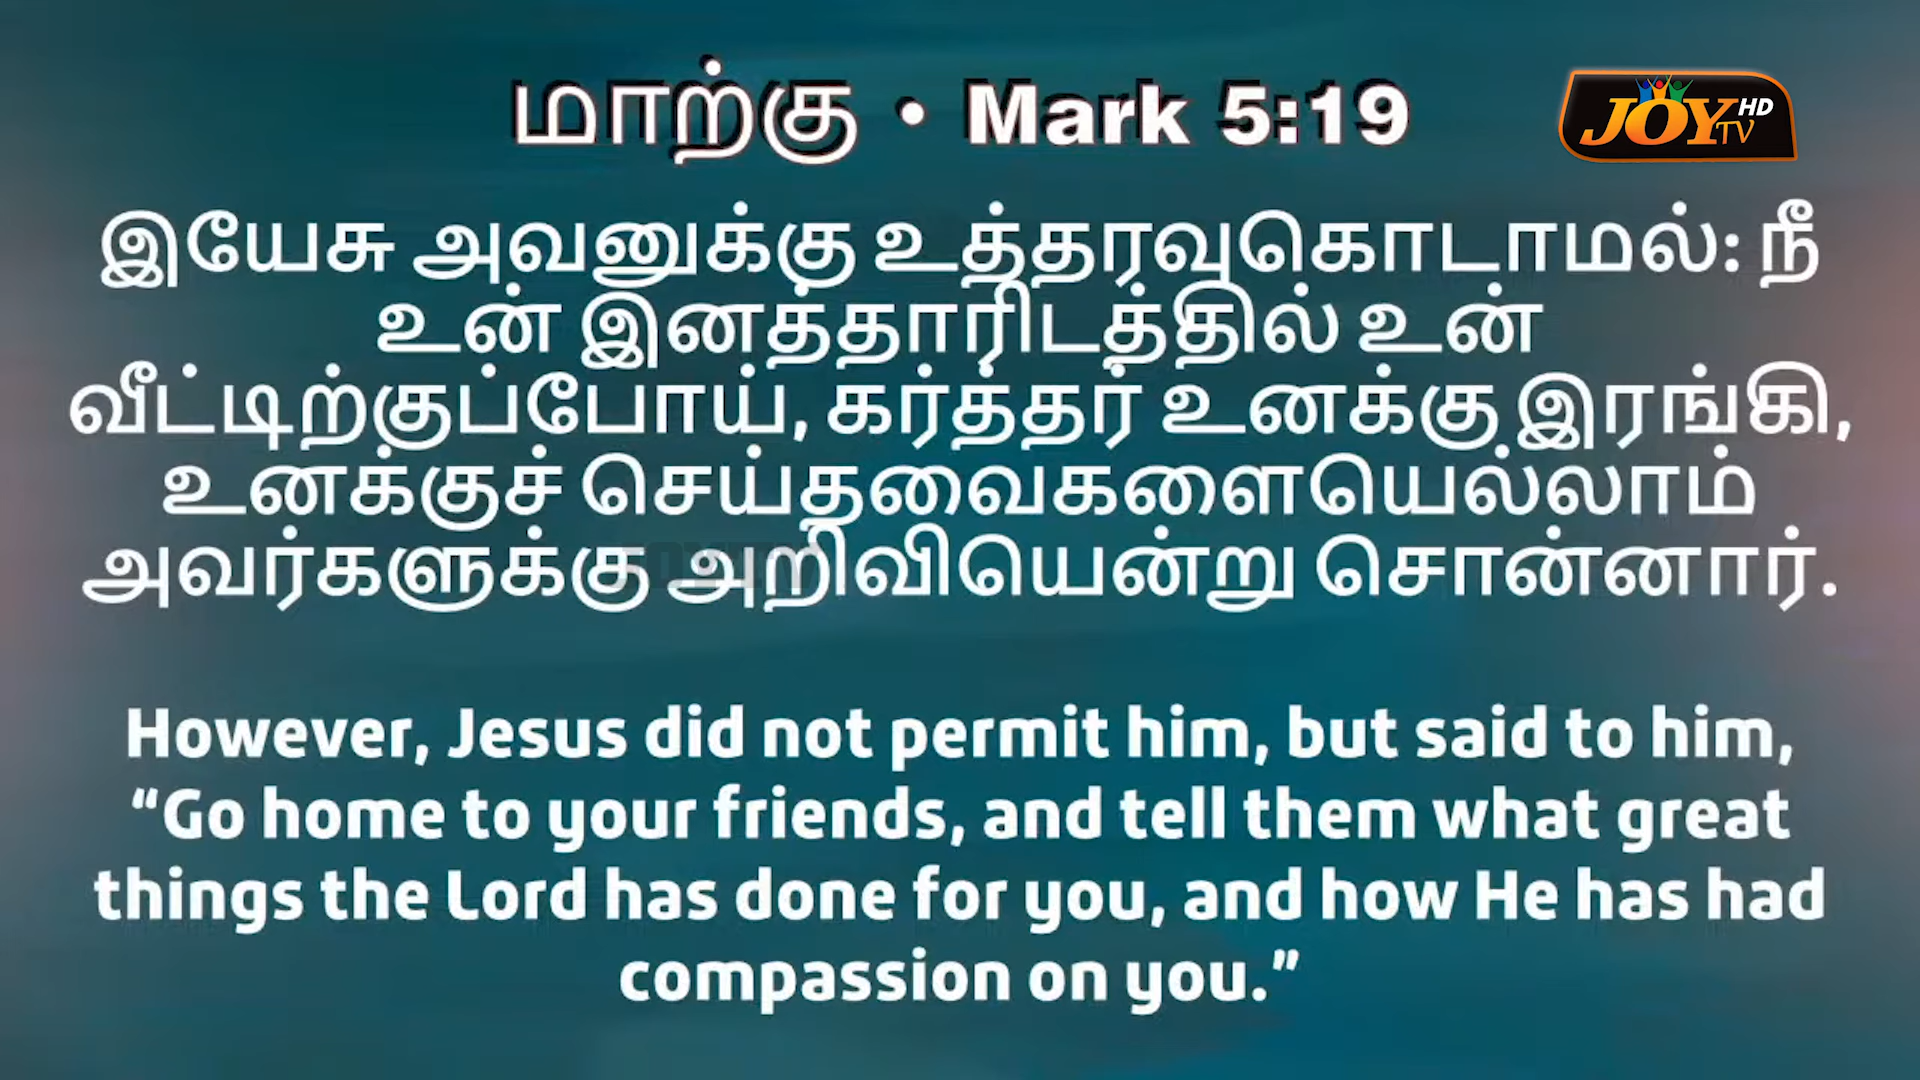 மாற்கு • Mark 5:19
JOY TV HD
இயேசு அவனுக்கு உத்தரவுகொடாமல்: நீ
உன் இனத்தாரிடத்தில் உன்
வீட்டிற்குப்போய், கர்த்தர் உனக்கு இரங்கி,
உனக்குச் செய்தவைகளையெல்லாம்
அவர்களுக்கு அறிவியென்று சொன்னார்.
However, Jesus did not permit him, but said to him,
“Go home to your friends, and tell them what great
things the Lord has done for you, and how He has had
compassion on you.”